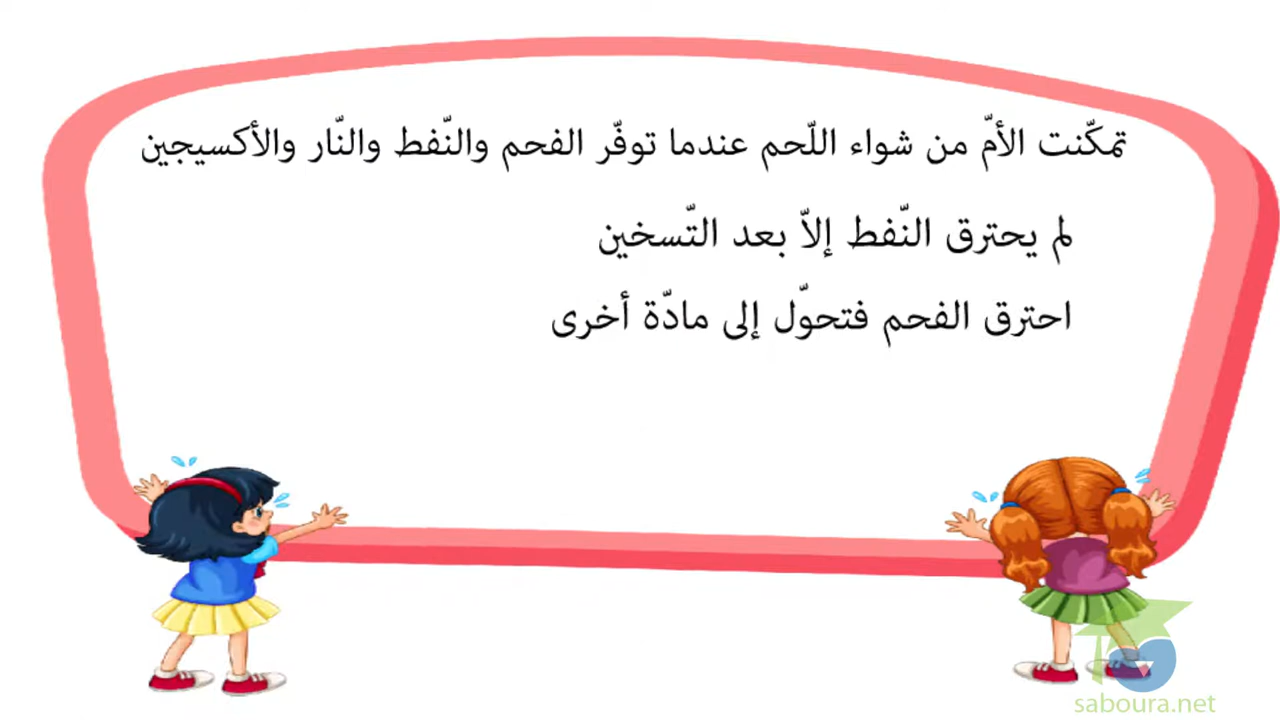 تمكّنت الأمّ من شواء اللّحم عندما توفّر الفحم والنّفط والنّار والأكسيجين
لم يحترق النّفط إلاّ بعد التّسخين
احترق الفحم فتحوّل إلى مادّة أخرى
saboura.net